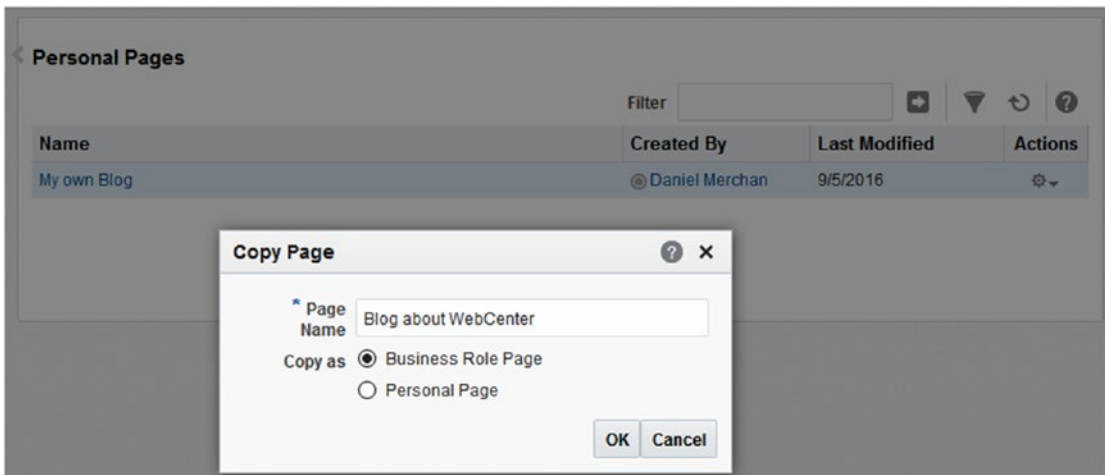 Personal Pages
Filter
Name Created By Last Modified Actions
My own Blog Daniel Merchan 9/5/2016
Copy Page
* Page Name Blog about WebCenter
Copy as Business Role Page
Personal Page
OK Cancel